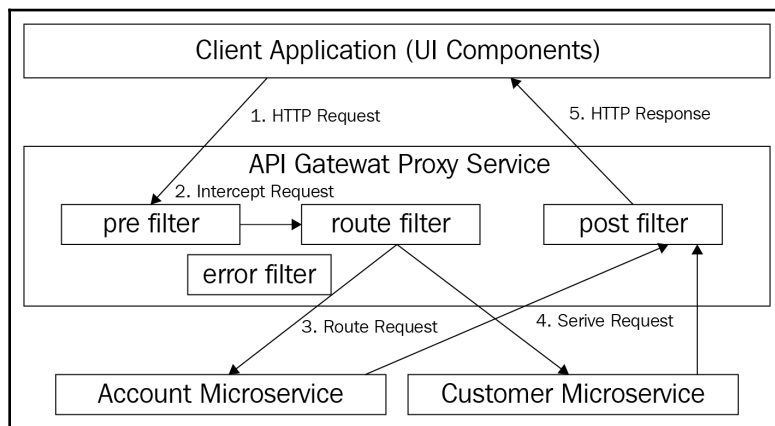 Client Application (UI Components)
1. HTTP Request
5. HTTP Response
API Gatewat Proxy Service
2. Intercept Request
pre filter
route filter
post filter
error filter
3. Route Request
4. Serive Request
Account Microservice
Customer Microservice